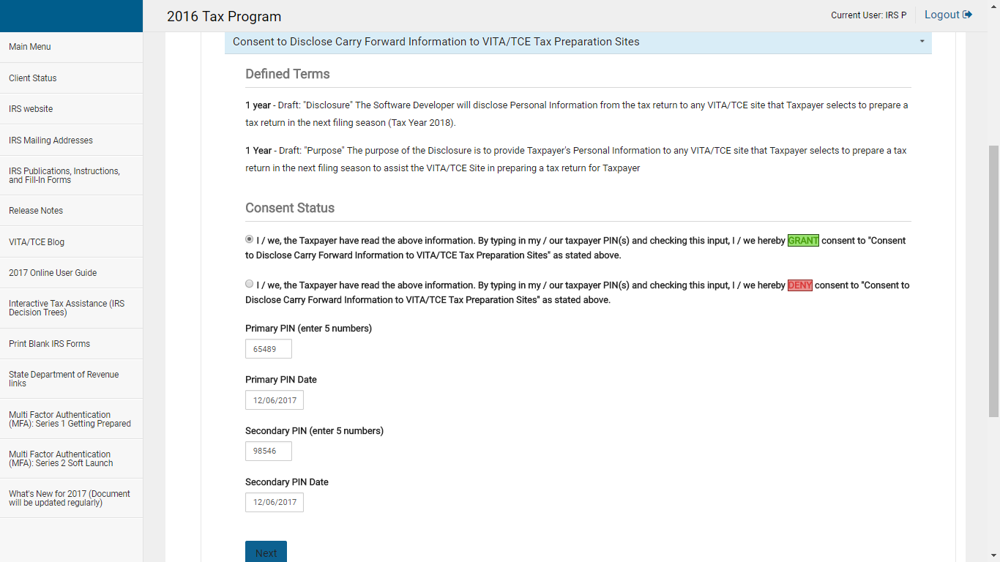 2016 Tax Program
Current User: IRS P
Logout
Main Menu
Client Status
IRS website
IRS Mailing Addresses
IRS Publications, Instructions,
and Fill-In Forms
Release Notes
VITA/TCE Blog
2017 Online User Guide
Interactive Tax Assistance (IRS
Decision Trees)
Print Blank IRS Forms
State Department of Revenue
links
Multi Factor Authentication
(MFA): Series 1 Getting Prepared
Multi Factor Authentication
(MFA): Series 2 Soft Launch
What's New for 2017 (Document
will be updated regularly)
Consent to Disclose Carry Forward Information to VITA/TCE Tax Preparation Sites
Defined Terms
1 year - Draft: "Disclosure" The Software Developer will disclose Personal Information from the tax return to any VITA/TCE site that Taxpayer selects to prepare a
tax return in the next filing season (Tax Year 2018).
1 Year - Draft: "Purpose" The purpose of the Disclosure is to provide Taxpayer's Personal Information to any VITA/TCE site that Taxpayer selects to prepare a tax
return in the next filing season to assist the VITA/TCE Site in preparing a tax return for Taxpayer
Consent Status
I / we, the Taxpayer have read the above information. By typing in my / our taxpayer PIN(s) and checking this input, I / we hereby GRANT consent to "Consent
to Disclose Carry Forward Information to VITA/TCE Tax Preparation Sites" as stated above.
I / we, the Taxpayer have read the above information. By typing in my / our taxpayer PIN(s) and checking this input, I / we hereby DENY consent to "Consent to
Disclose Carry Forward Information to VITA/TCE Tax Preparation Sites" as stated above.
Primary PIN (enter 5 numbers)
65489
Primary PIN Date
12/06/2017
Secondary PIN (enter 5 numbers)
98546
Secondary PIN Date
12/06/2017
Next